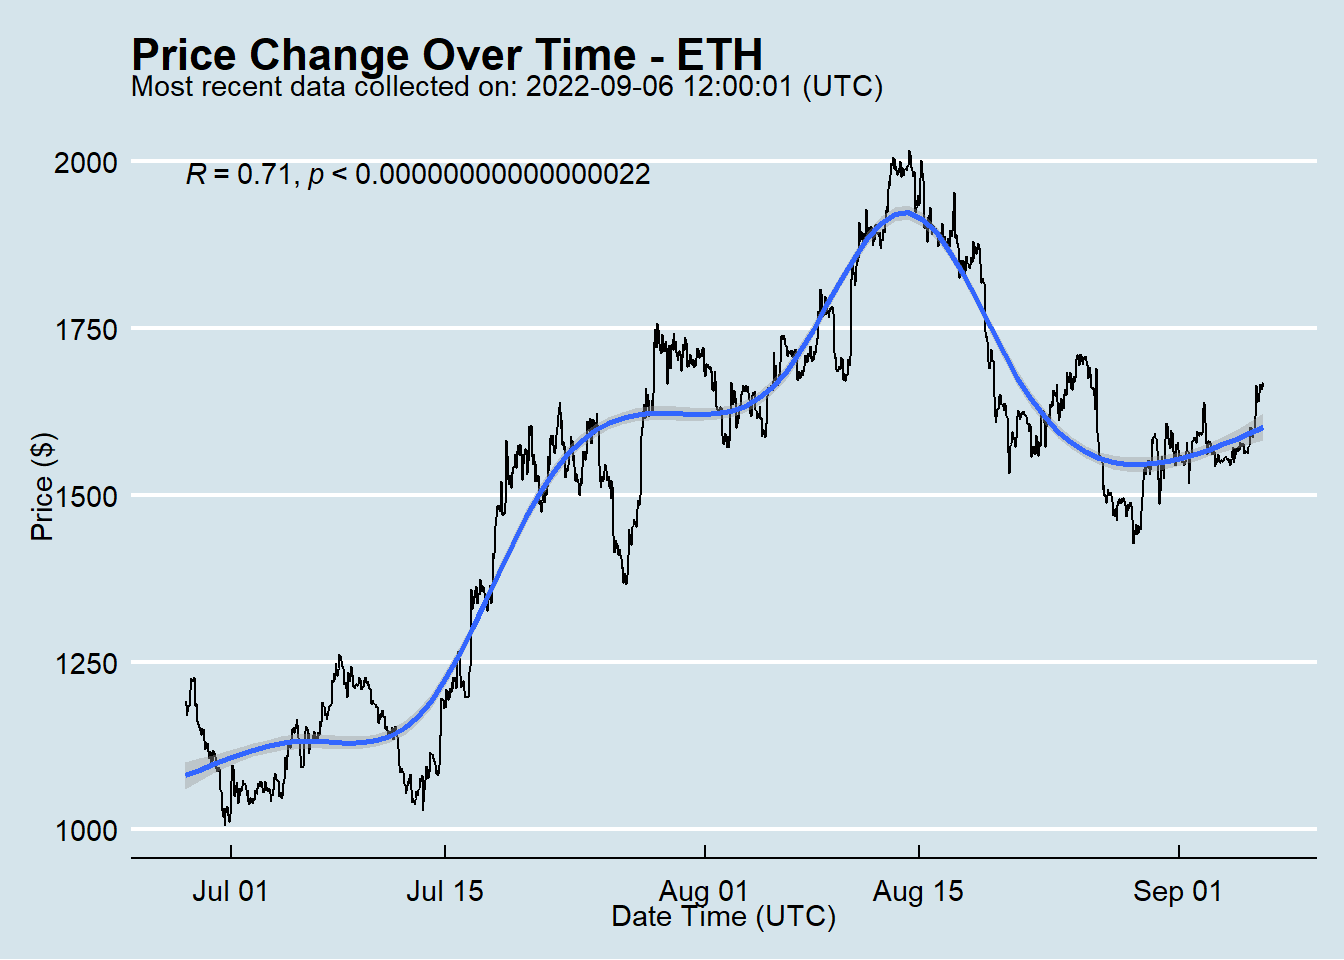 Price Change Over Time - ETH
Most recent data collected on: 2022-09-06 12:00:01 (UTC)
R = 0.71, p < 0.00000000000000022
2000
1750
1500
1250
1000
Price ($)
Jul 01 Jul 15 Aug 01 Aug 15 Sep 01
Date Time (UTC)